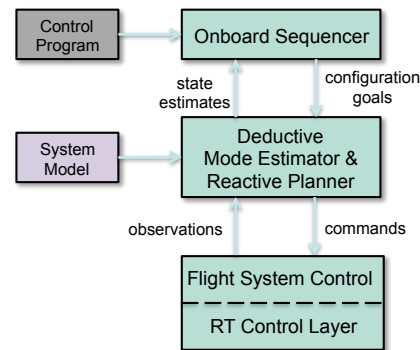 Control
Program
Onboard Sequencer
state
estimates
configuration
goals
System
Model
Deductive
Mode Estimator &
Reactive Planner
observations
commands
Flight System Control
RT Control Layer